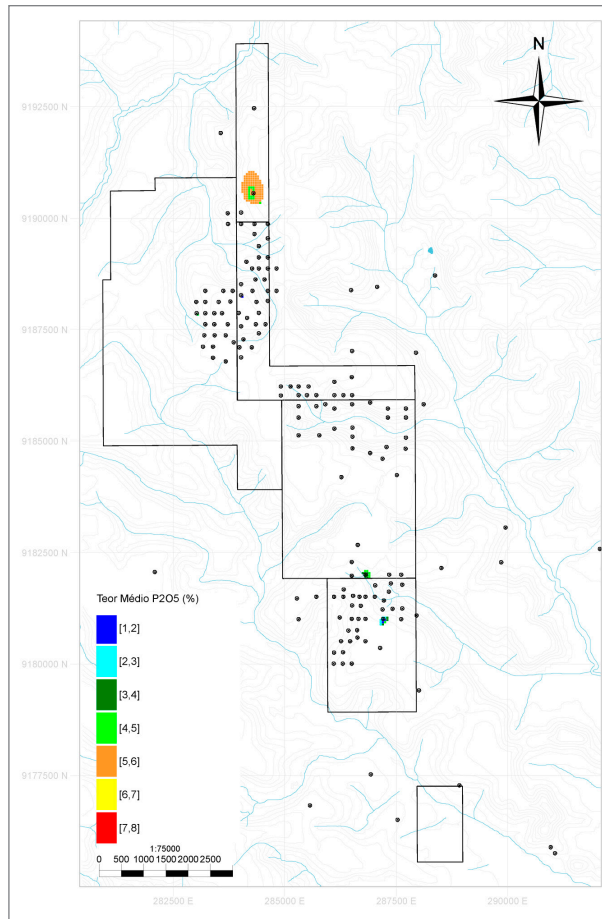 N
9192500 N
9190000 N
9187500 N
9185000 N
9182500 N
9180000 N
9177500 N
Teor Médio P2O5 (%)
[1,2]
[2,3]
[3,4]
[4,5]
[5,6]
[6,7]
[7,8]
1:75000
0 500 1000 1500 2000 2500
282500 E 285000 E 287500 E 290000 E